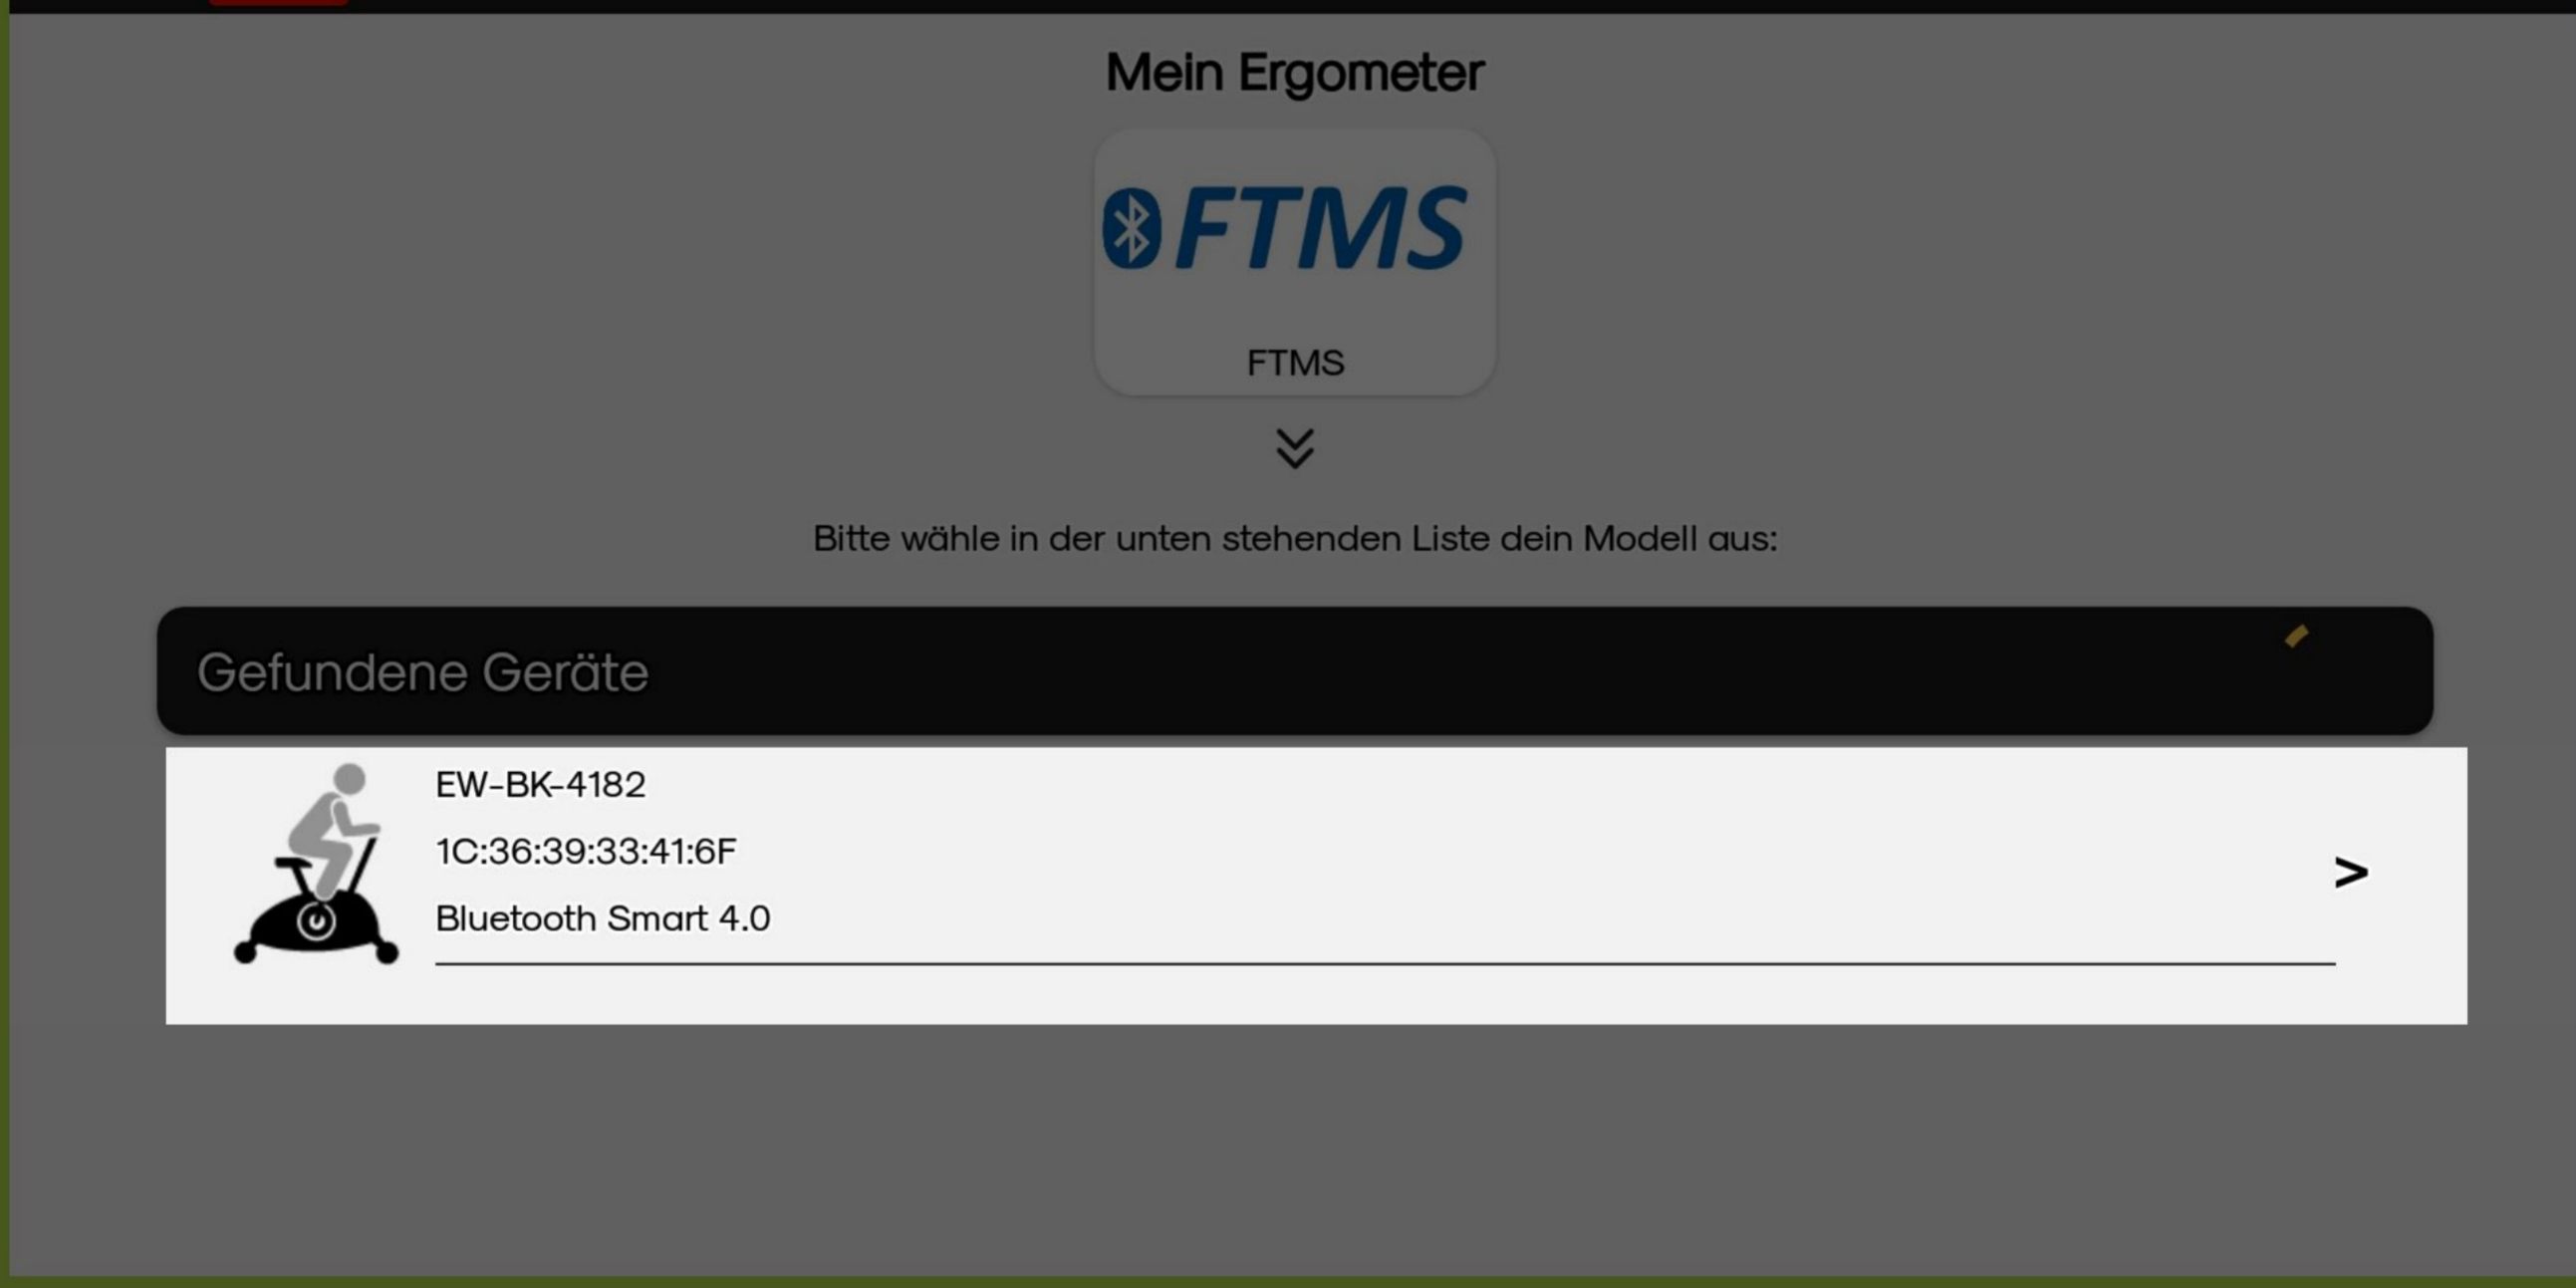 Mein Ergometer
FTMS
FTMS
Bitte wähle in der unten stehenden Liste dein Modell aus:
Gefundene Geräte
EW-BK-4182
1C:36:39:33:41:6F
>
Bluetooth Smart 4.0